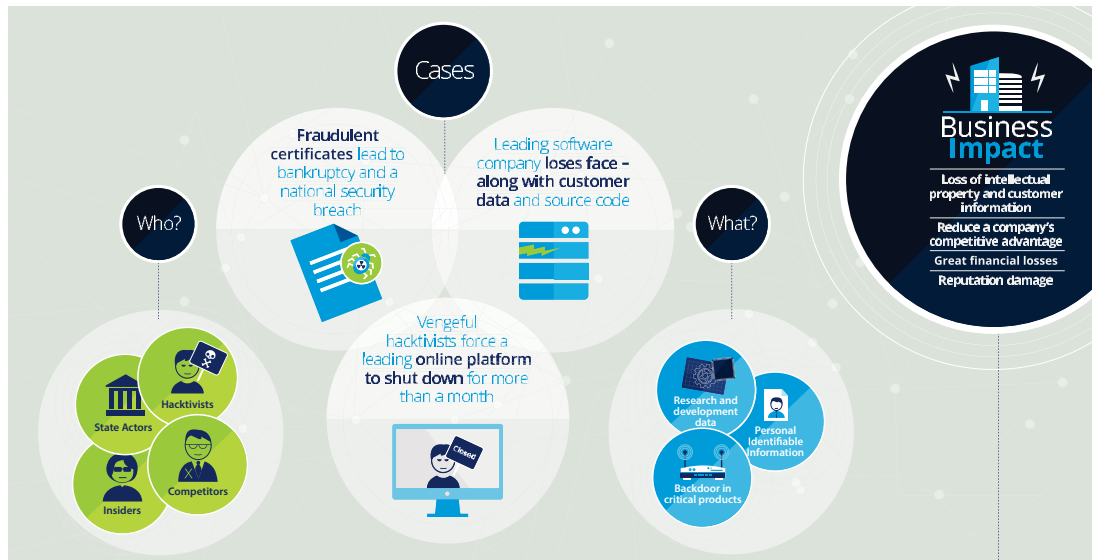 Cases
Fraudulent
certificates lead to
bankruptcy and a
national security
breach
Leading software
company loses face –
along with customer
data and source code
Vengeful
hacktivists force a
leading online platform
to shut down for more
than a month
Closed
Who?
Hacktivists
State Actors
Competitors
Insiders
What?
Research and
development
data
Personal
Identifiable
Information
Backdoor in
critical products
Business
Impact
Loss of intellectual
property and customer
information
Reduce a company's
competitive advantage
Great financial losses
Reputation damage